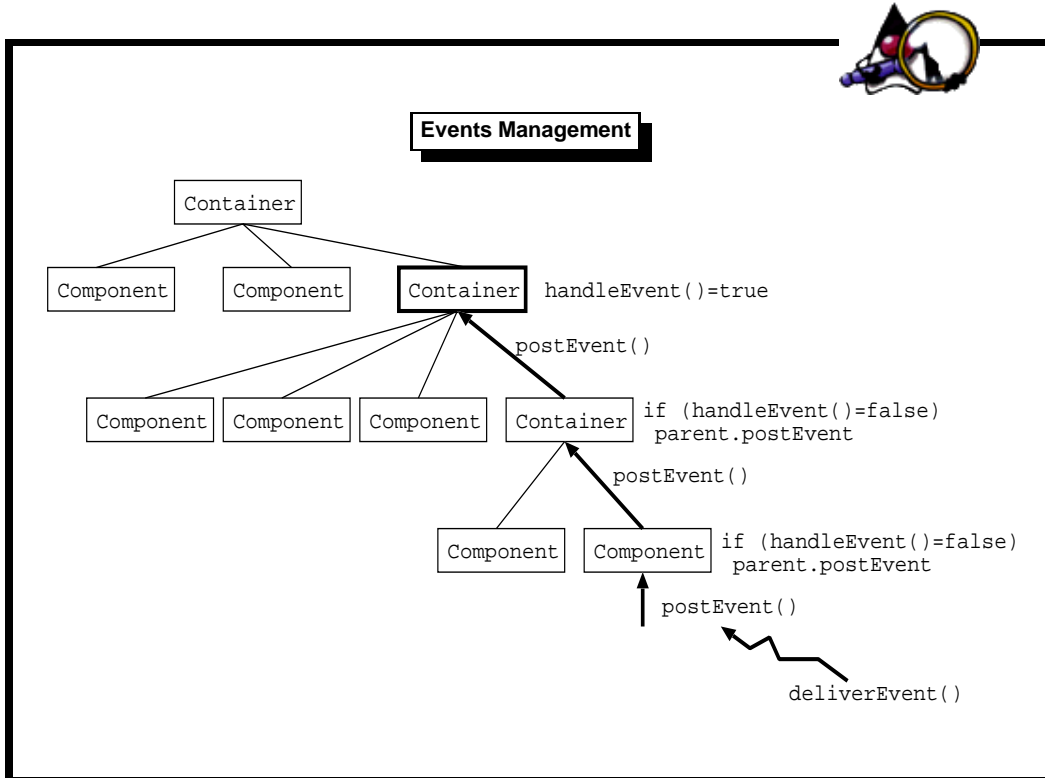 Events Management
Container
Component
Component
Container
handleEvent()=true
postEvent()
Component
Component
Component
Container
if (handleEvent()=false)
parent.postEvent
postEvent()
Component
Component
if (handleEvent()=false)
parent.postEvent
postEvent()
deliverEvent()